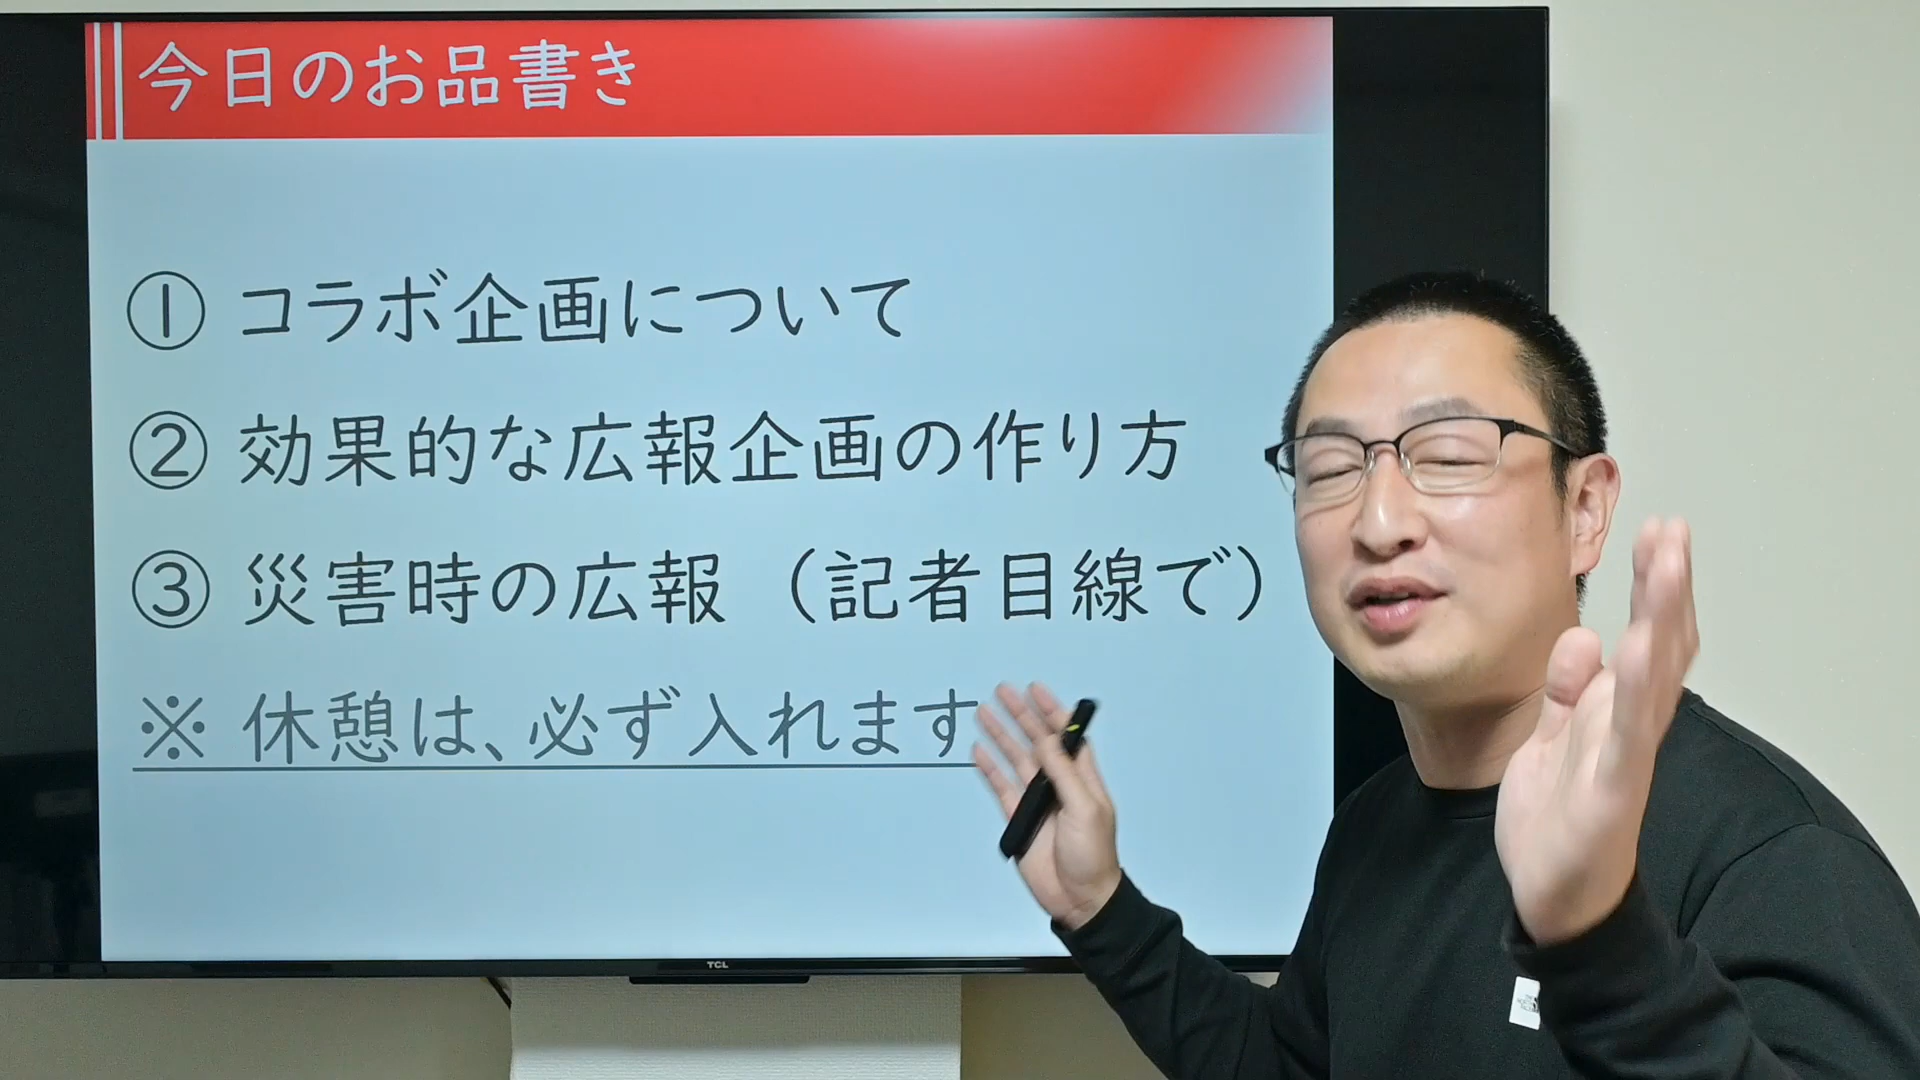 今日のお品書き
① コラボ企画について
② 効果的な広報企画の作り方
③ 災害時の広報（記者目線で）
※ 休憩は、必ず入れます
TCL